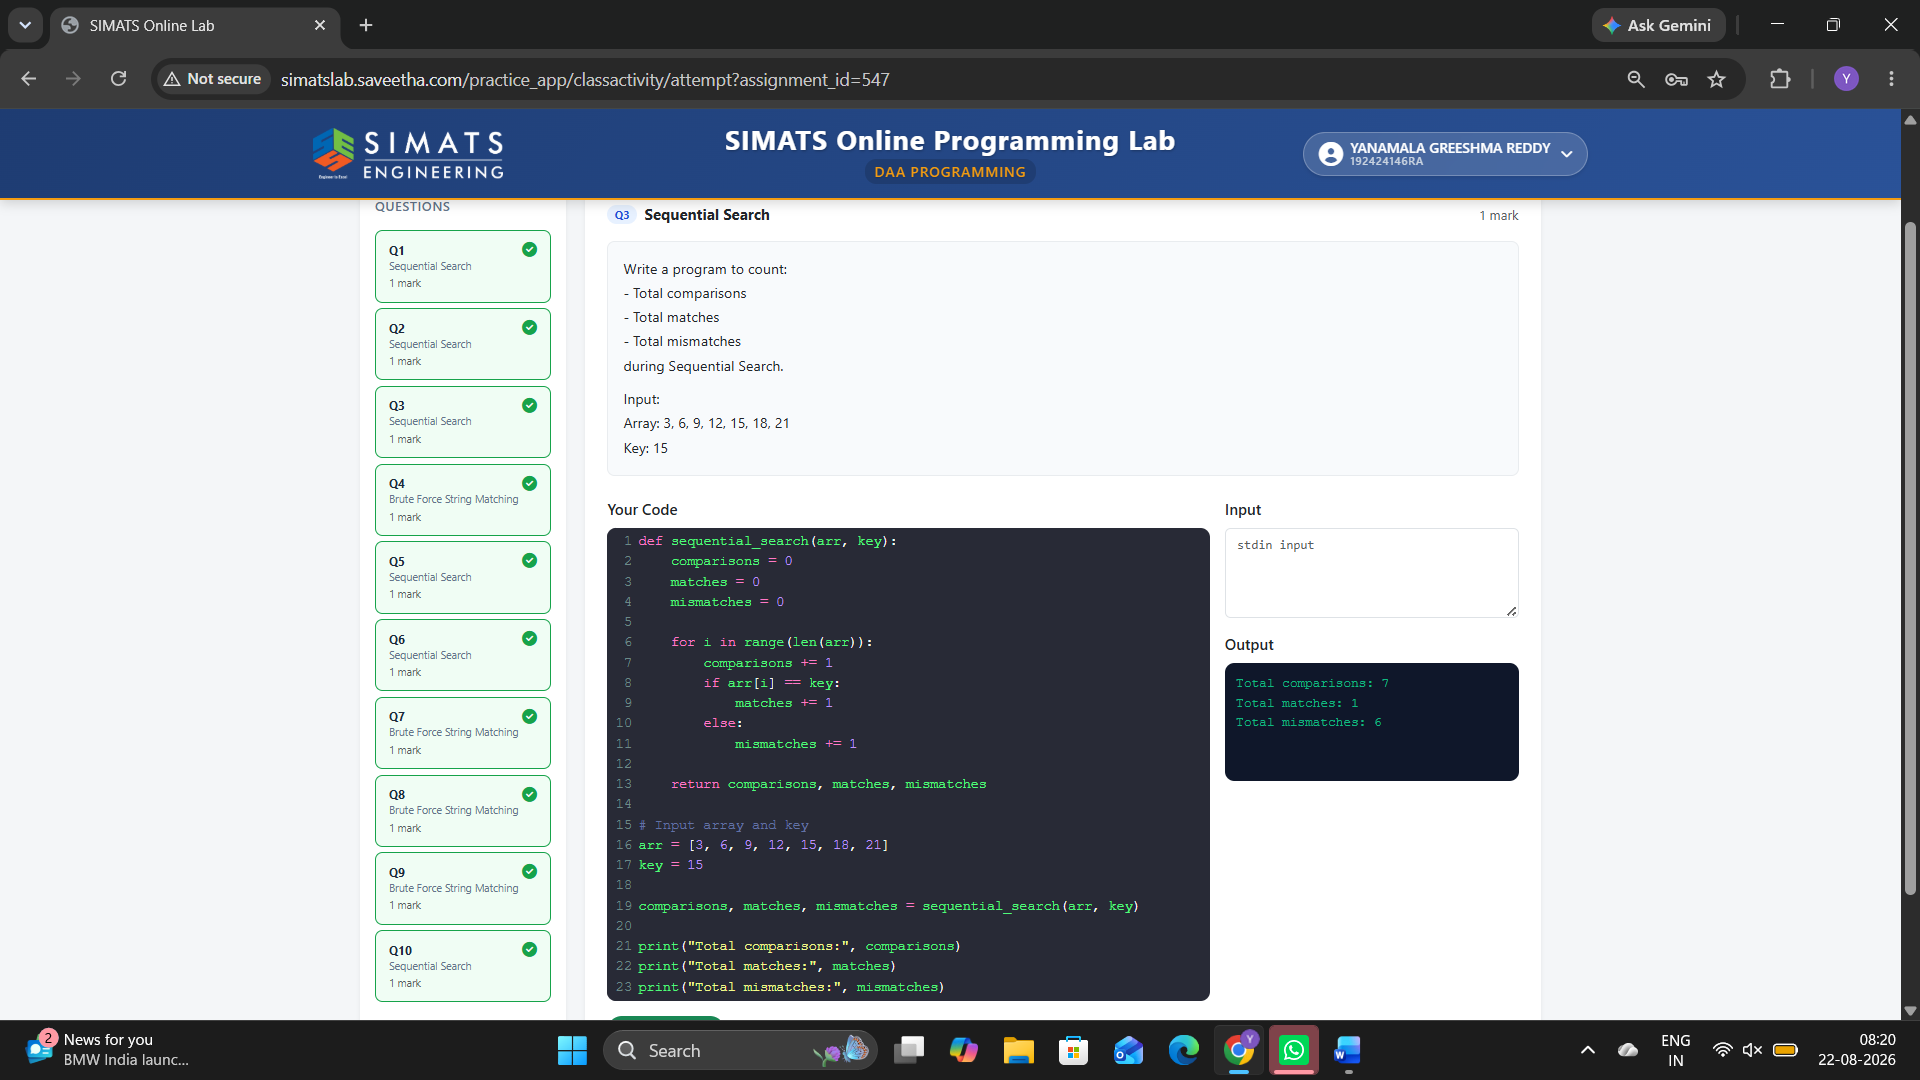 SIMATS Online Lab
Ask Gemini
Not secure
simatslab.saveetha.com/practice_app/classactivity/attempt?assignment_id=547
Y
SIMATS
ENGINEERING
Engineer to Excel
SIMATS Online Programming Lab
DAA PROGRAMMING
YANAMALA GREESHMA REDDY
192424146RA
QUESTIONS
Q1
Sequential Search
1 mark
Q2
Sequential Search
1 mark
Q3
Sequential Search
1 mark
Q4
Brute Force String Matching
1 mark
Q5
Sequential Search
1 mark
Q6
Sequential Search
1 mark
Q7
Brute Force String Matching
1 mark
Q8
Brute Force String Matching
1 mark
Q9
Brute Force String Matching
1 mark
Q10
Sequential Search
1 mark
Q3 Sequential Search
1 mark
Write a program to count:
- Total comparisons
- Total matches
- Total mismatches
during Sequential Search.
Input:
Array: 3, 6, 9, 12, 15, 18, 21
Key: 15
Your Code
1 def sequential_search(arr, key):
2     comparisons = 0
3     matches = 0
4     mismatches = 0
5
6     for i in range(len(arr)):
7         comparisons += 1
8         if arr[i] == key:
9             matches += 1
10         else:
11             mismatches += 1
12
13     return comparisons, matches, mismatches
14
15 # Input array and key
16 arr = [3, 6, 9, 12, 15, 18, 21]
17 key = 15
18
19 comparisons, matches, mismatches = sequential_search(arr, key)
20
21 print("Total comparisons:", comparisons)
22 print("Total matches:", matches)
23 print("Total mismatches:", mismatches)
Input
stdin input
Output
Total comparisons: 7
Total matches: 1
Total mismatches: 6
2
News for you
BMW India launc...
Search
Y
ENG
IN
08:20
22-08-2026